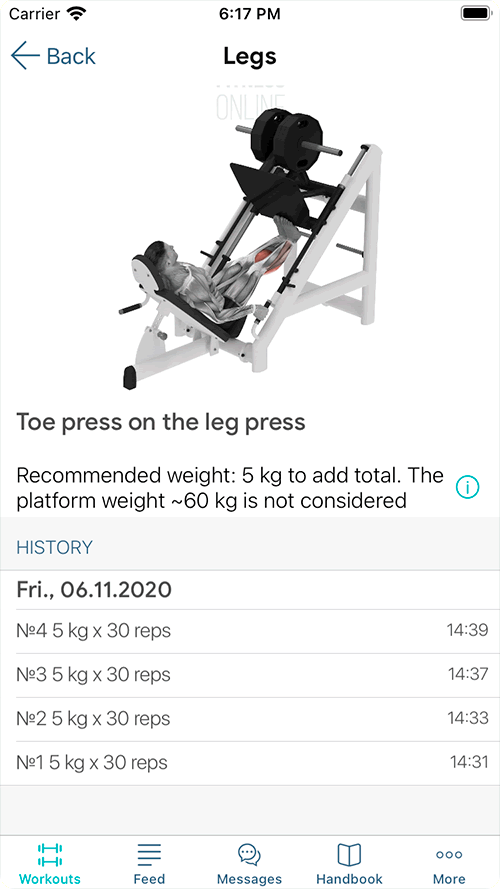 Carrier 6:17 PM
Back Legs
ONLINE
Toe press on the leg press
Recommended weight: 5 kg to add total. The
platform weight ~60 kg is not considered
HISTORY
Fri., 06.11.2020
№4 5 kg x 30 reps 14:39
№3 5 kg x 30 reps 14:37
№2 5 kg x 30 reps 14:33
№1 5 kg x 30 reps 14:31
Workouts Feed Messages Handbook More